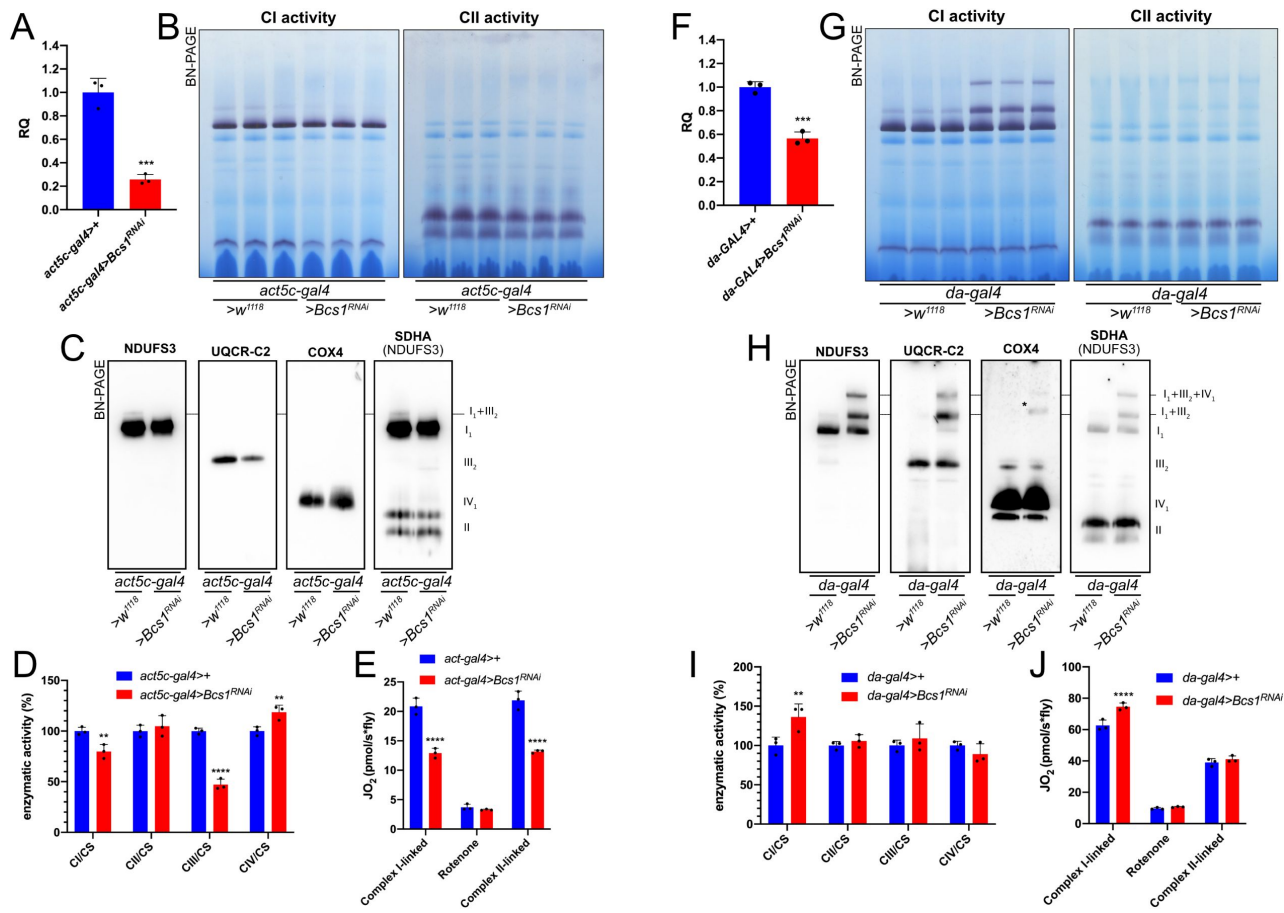 A
1.4
1.2
1.0
0.8
0.6
0.4
0.2
0.0
RQ
***
act5c-gal4>+
act5c-gal4>Bcs1RNAi
B
CI activity
CII activity
BN-PAGE
act5c-gal4
act5c-gal4
>w1118
>Bcs1RNAi
>w1118
>Bcs1RNAi
C
NDUFS3
UQCR-C2
COX4
SDHA
(NDUFS3)
BN-PAGE
I1+III2
I1
III2
IV1
II
act5c-gal4
act5c-gal4
act5c-gal4
act5c-gal4
>w1118
>Bcs1RNAi
>w1118
>Bcs1RNAi
>w1118
>Bcs1RNAi
>w1118
>Bcs1RNAi
D
act5c-gal4>+
act5c-gal4>Bcs1RNAi
enzymatic activity (%)
200
150
100
50
0
**
****
**
CI/CS
CII/CS
CIII/CS
CIV/CS
E
act-gal4>+
act-gal4>Bcs1RNAi
JO2 (pmol/s*fly)
25
20
15
10
5
0
****
****
Complex I-linked
Rotenone
Complex II-linked
F
1.4
1.2
1.0
0.8
0.6
0.4
0.2
0.0
RQ
***
da-GAL4>+
da-GAL4>Bcs1RNAi
G
CI activity
CII activity
BN-PAGE
da-gal4
da-gal4
>w1118
>Bcs1RNAi
>w1118
>Bcs1RNAi
H
NDUFS3
UQCR-C2
COX4
SDHA
(NDUFS3)
BN-PAGE
*
I1+III2+IV1
I1+III2
I1
III2
IV1
II
da-gal4
da-gal4
da-gal4
da-gal4
>w1118
>Bcs1RNAi
>w1118
>Bcs1RNAi
>w1118
>Bcs1RNAi
>w1118
>Bcs1RNAi
I
da-gal4>+
da-gal4>Bcs1RNAi
enzymatic activity (%)
200
150
100
50
0
**
CI/CS
CII/CS
CIII/CS
CIV/CS
J
da-gal4>+
da-gal4>Bcs1RNAi
JO2 (pmol/s*fly)
100
80
60
40
20
0
****
Complex I-linked
Rotenone
Complex II-linked